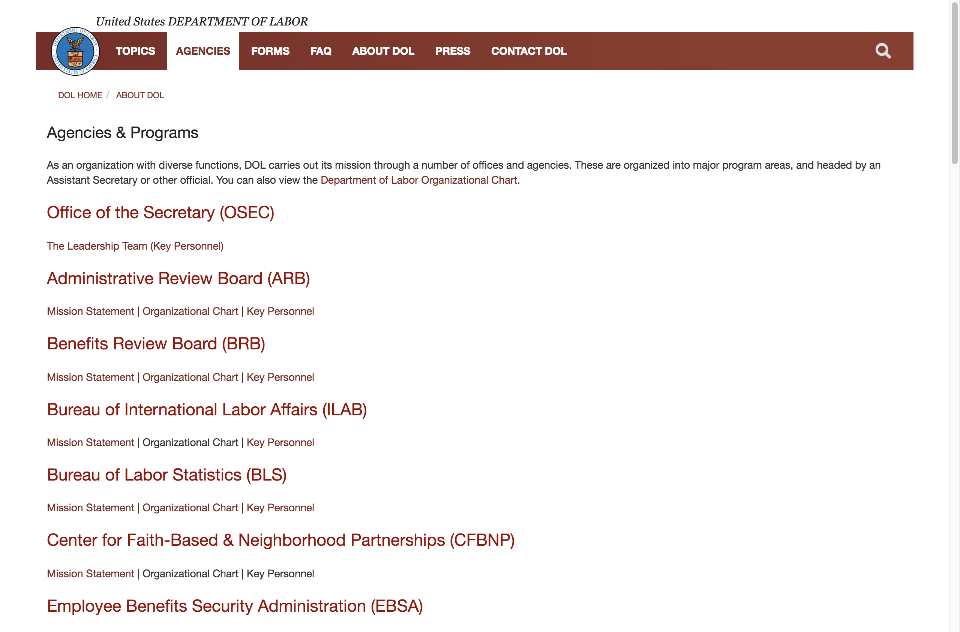 United States DEPARTMENT OF LABOR
TOPICS AGENCIES FORMS FAQ ABOUT DOL PRESS CONTACT DOL
DOL HOME / ABOUT DOL
Agencies & Programs
As an organization with diverse functions, DOL carries out its mission through a number of offices and agencies. These are organized into major program areas, and headed by an
Assistant Secretary or other official. You can also view the Department of Labor Organizational Chart.
Office of the Secretary (OSEC)
The Leadership Team (Key Personnel)
Administrative Review Board (ARB)
Mission Statement | Organizational Chart | Key Personnel
Benefits Review Board (BRB)
Mission Statement | Organizational Chart | Key Personnel
Bureau of International Labor Affairs (ILAB)
Mission Statement | Organizational Chart | Key Personnel
Bureau of Labor Statistics (BLS)
Mission Statement | Organizational Chart | Key Personnel
Center for Faith-Based & Neighborhood Partnerships (CFBNP)
Mission Statement | Organizational Chart | Key Personnel
Employee Benefits Security Administration (EBSA)